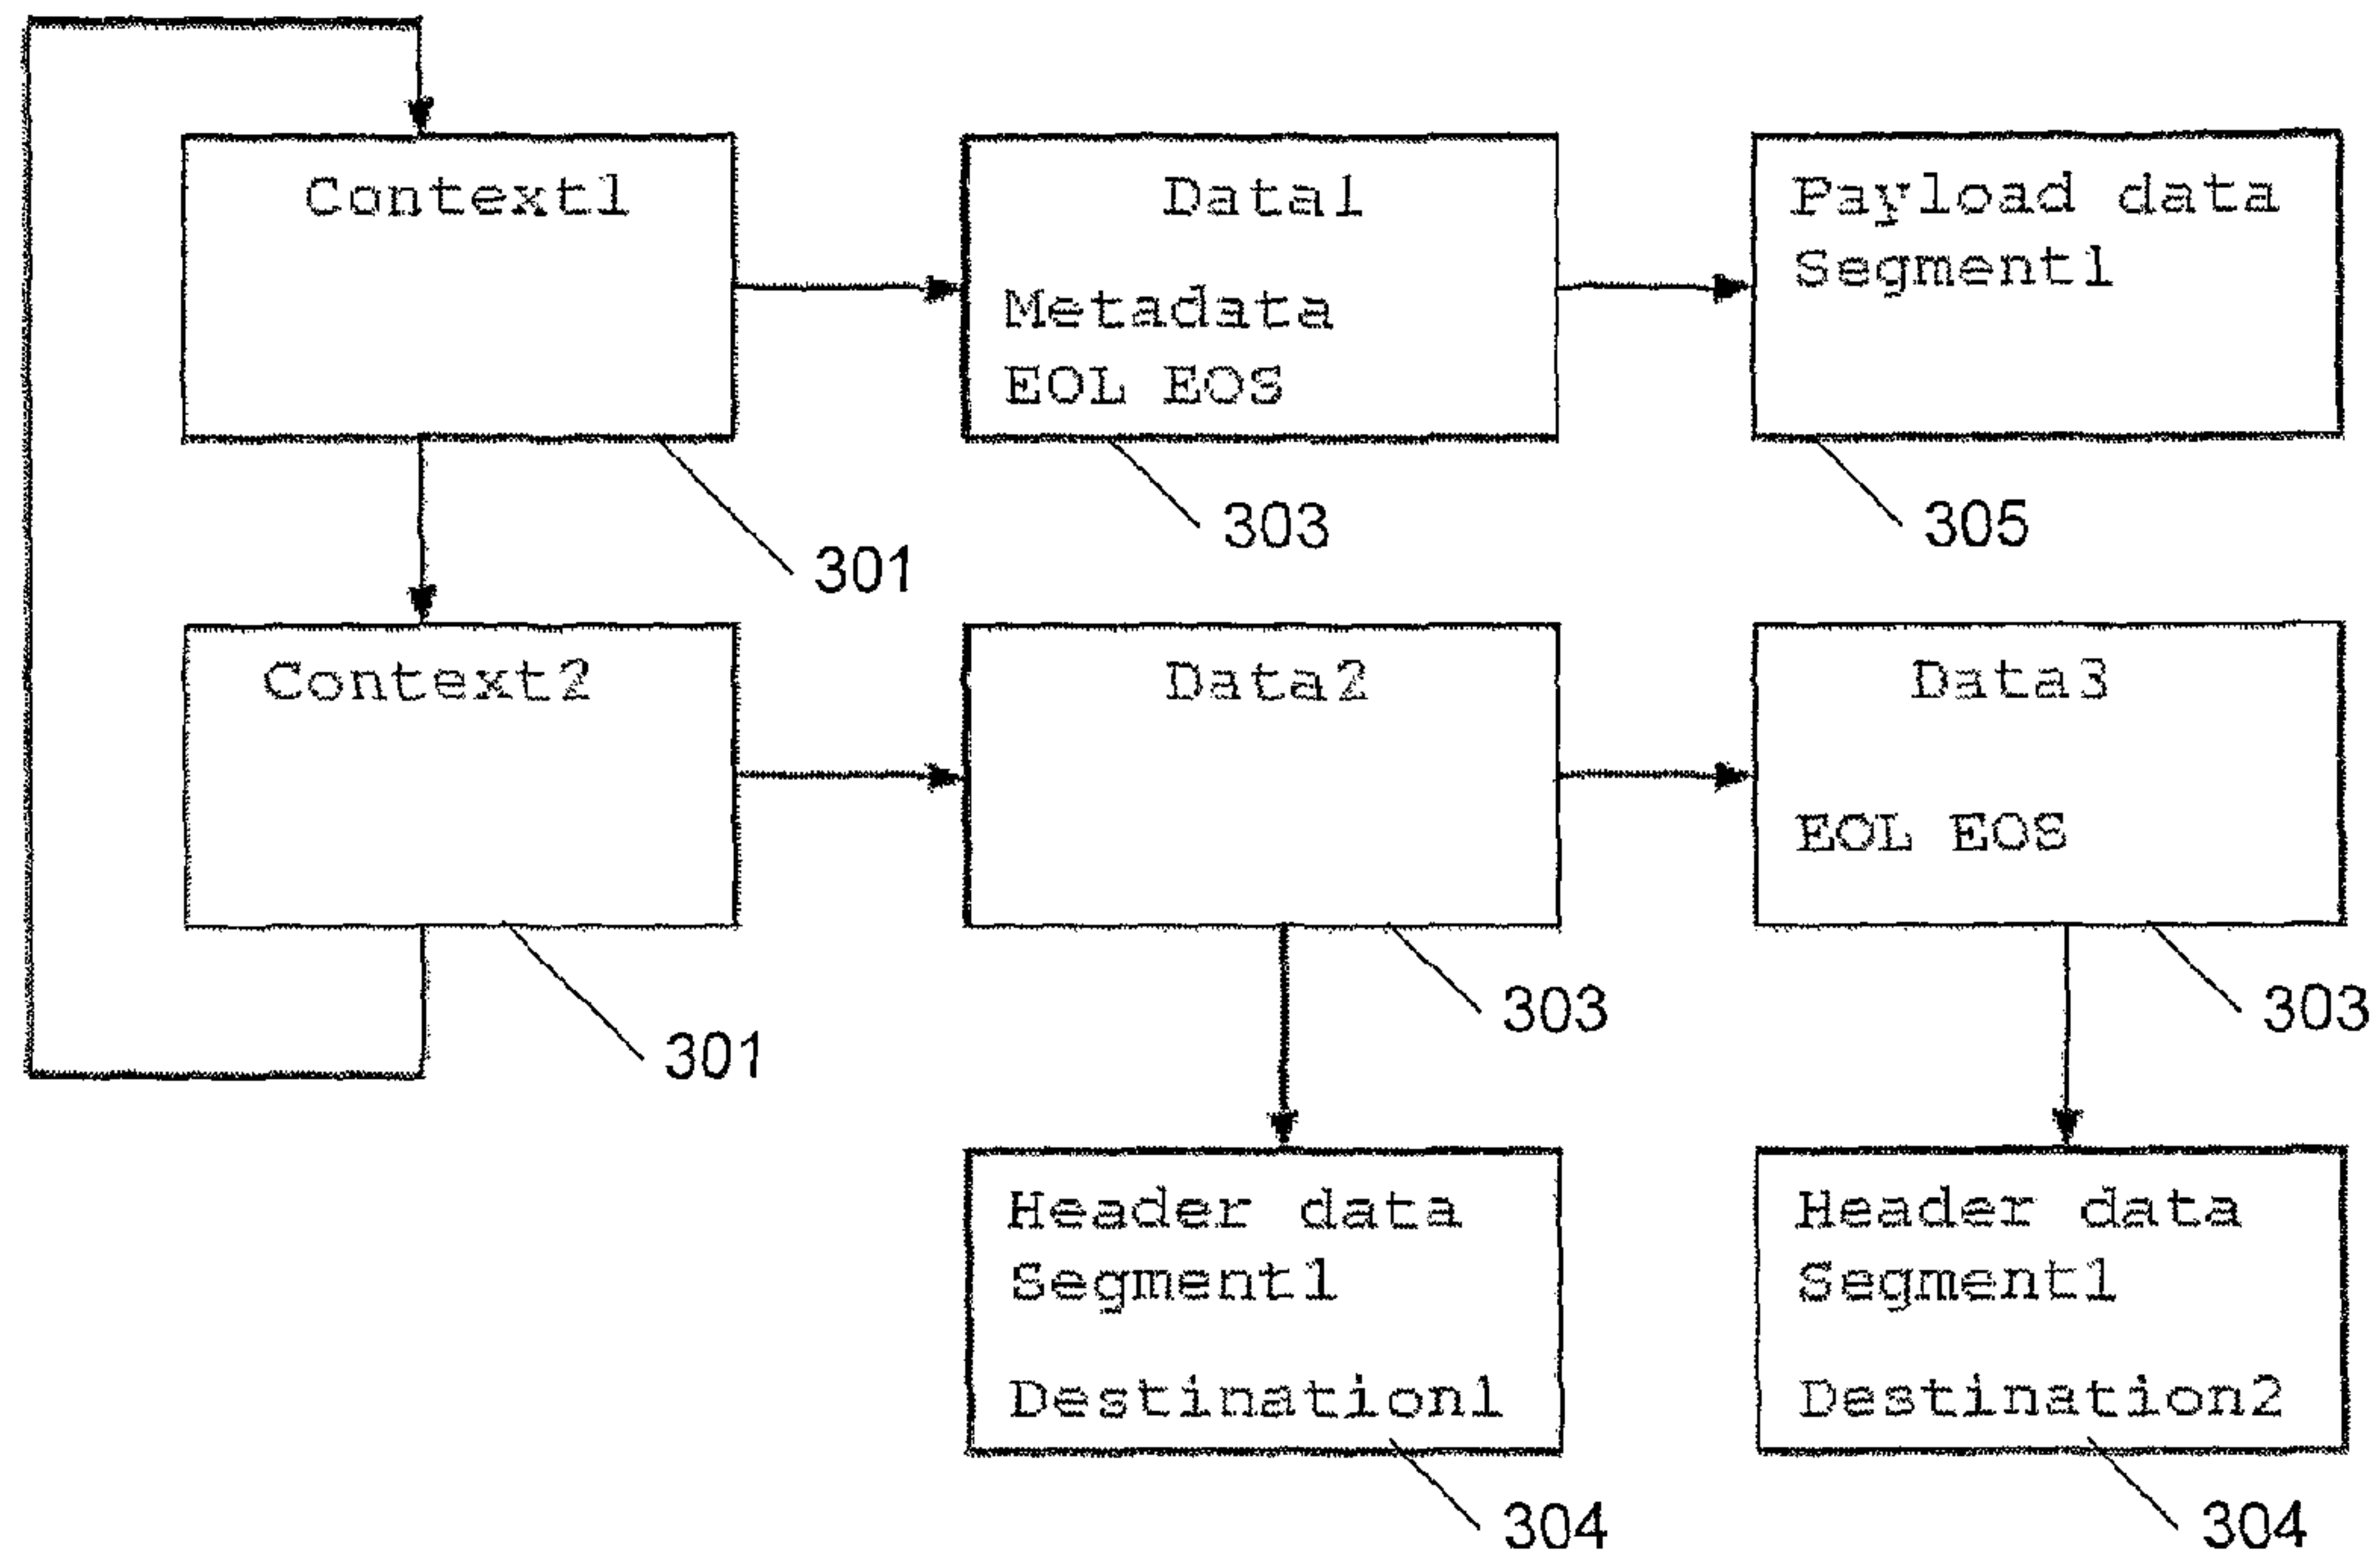 Context1
Data1
Metadata
EOL EOS
Payload data
Segment1
301
303
305
Context2
Data2
Data3
EOL EOS
301
303
303
Header data
Segment1
Destination1
Header data
Segment1
Destination2
304
304